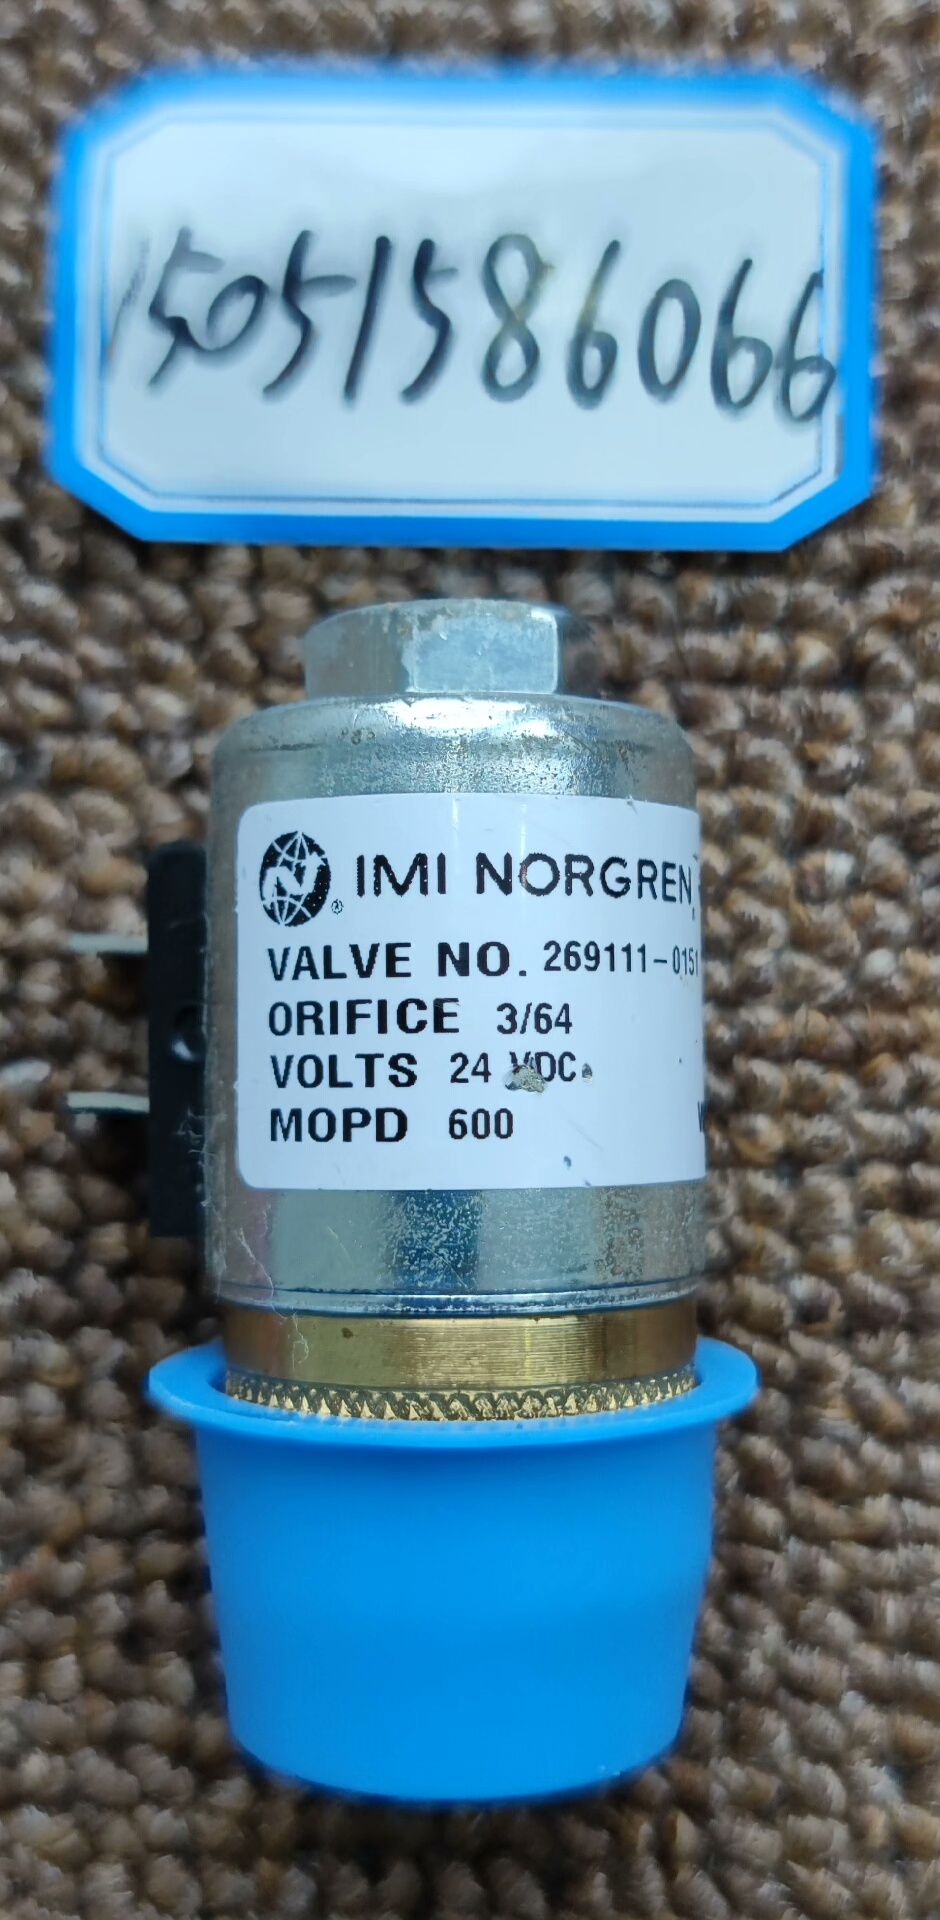 15051586066
IMI NORGREN
VALVE NO. 269111-0151
ORIFICE 3/64
VOLTS 24 VDC
MOPD 600